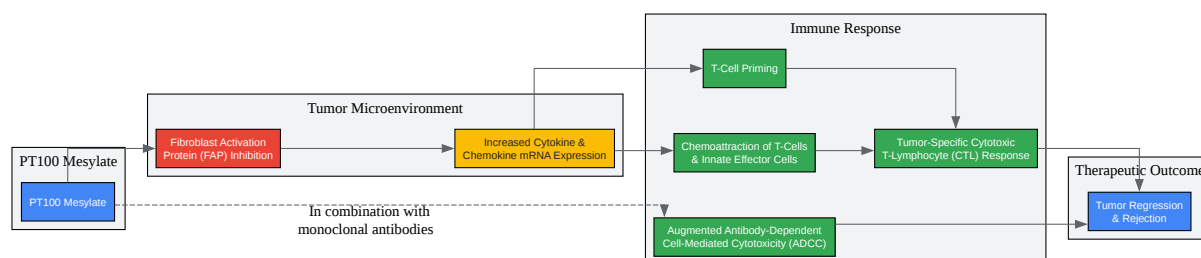 Immune Response
T-Cell Priming
Tumor Microenvironment
Fibroblast Activation
Protein (FAP) Inhibition
Increased Cytokine &
Chemokine mRNA Expression
Chemoattraction of T-Cells
& Innate Effector Cells
Tumor-Specific Cytotoxic
T-Lymphocyte (CTL) Response
PT100 Mesylate
PT100 Mesylate
Therapeutic Outcome
Tumor Regression
& Rejection
In combination with
monoclonal antibodies
Augmented Antibody-Dependent
Cell-Mediated Cytotoxicity (ADCC)